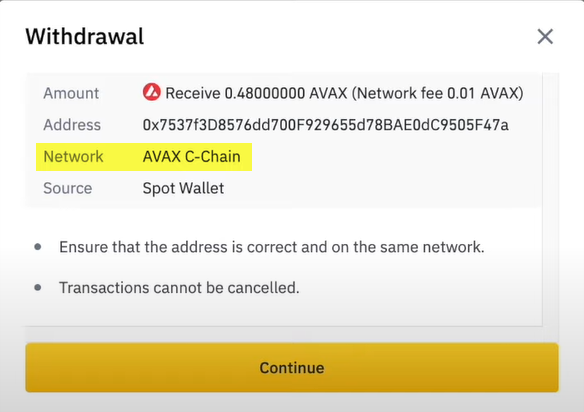 Withdrawal
Amount Receive 0.48000000 AVAX (Network fee 0.01 AVAX)
Address 0x7537f3D8576dd700F929655d78BAE0dC9505F47a
Network AVAX C-Chain
Source Spot Wallet
Ensure that the address is correct and on the same network.
Transactions cannot be cancelled.
Continue